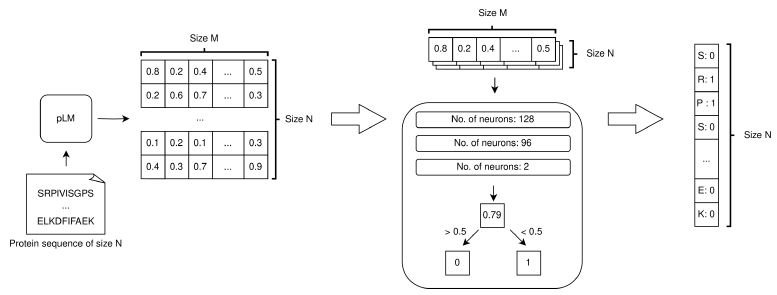 Size M
0.8 0.2 0.4 ... 0.5
0.2 0.6 0.7 ... 0.3
...
0.1 0.2 0.1 ... 0.3
0.4 0.3 0.7 ... 0.9
Size N
pLM
SRPIVISGPS
...
ELKDFIFAEK
Protein sequence of size N
Size M
0.8 0.2 0.4 ... 0.5
Size N
No. of neurons: 128
No. of neurons: 96
No. of neurons: 2
0.79
> 0.5 < 0.5
0 1
S: 0
R: 1
P : 1
S: 0
...
E: 0
K: 0
Size N